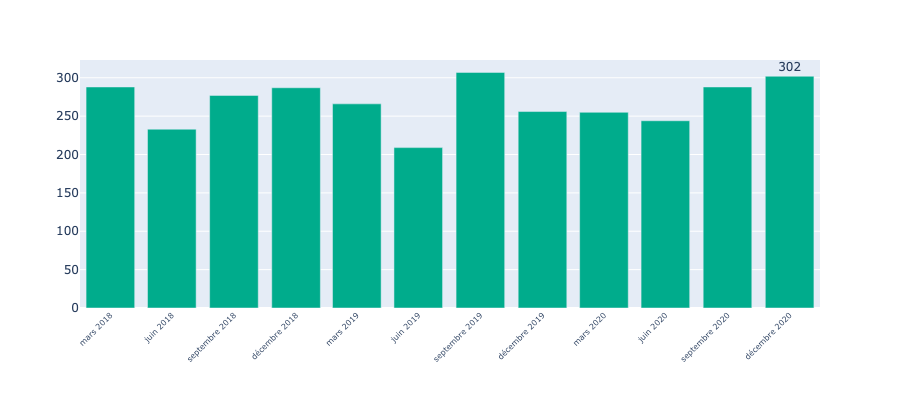 302
300
250
200
150
100
50
0
mars 2018
juin 2018
septembre 2018
décembre 2018
mars 2019
juin 2019
septembre 2019
décembre 2019
mars 2020
juin 2020
septembre 2020
décembre 2020